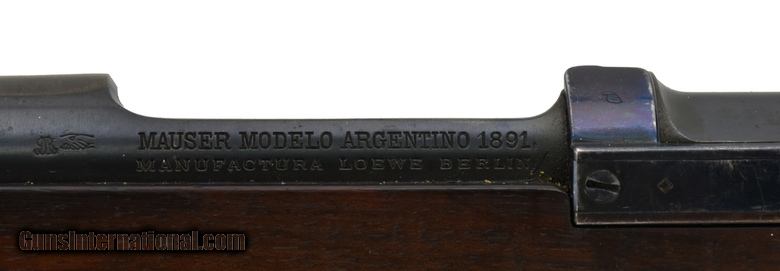 MAUSER MODELO ARGENTINO 1891.
MANUFACTURA LOEWE BERLIN.
GunsInternational.com